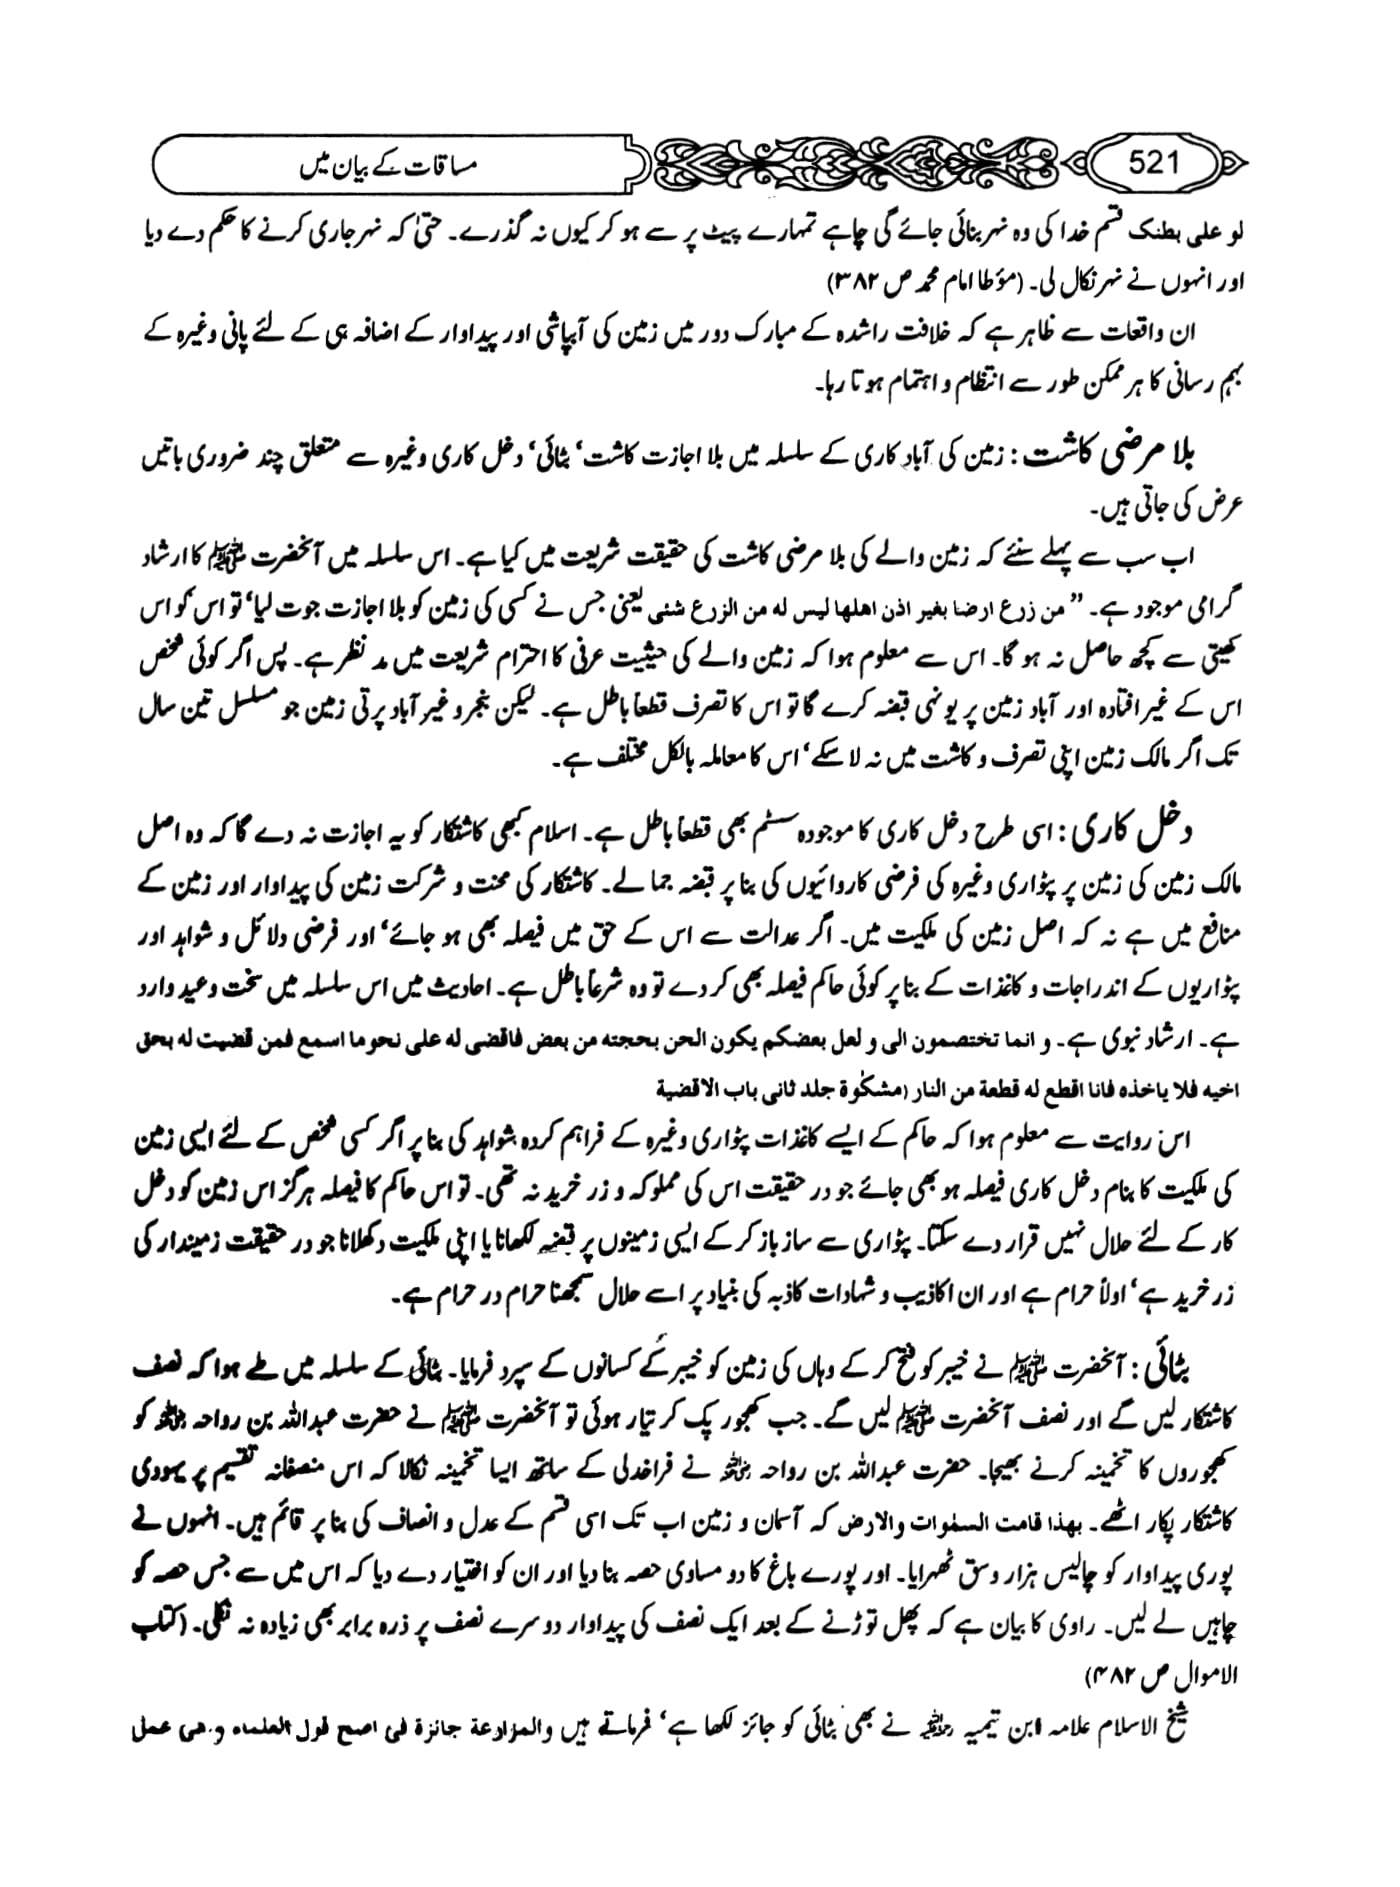 521
مساقات کے بیان میں
لو علی بطنک قسم خدا کی وہ نہر بنائی جائے گی چاہے تمہارے پیٹ پر سے ہو کر کیوں نہ گذرے۔ حتیٰ کہ نہر جاری کرنے کا حکم دے دیا
اور انہوں نے نہر نکال لی۔ (مؤطا امام محمد ص ۳۸۲)
ان واقعات سے ظاہر ہے کہ خلافت راشدہ کے مبارک دور میں زمین کی آبپاشی اور پیداوار کے اضافہ ہی کے لئے پانی وغیرہ کے
بہم رسانی کا ہر ممکن طور سے انتظام و اہتمام ہوتا رہا۔
بلا مرضی کاشت : زمین کی آباد کاری کے سلسلہ میں بلا اجازت کاشت‘ بٹائی‘ دخل کاری وغیرہ سے متعلق چند ضروری باتیں
عرض کی جاتی ہیں۔
اب سب سے پہلے سنئے کہ زمین والے کی بلا مرضی کاشت کی حقیقت شریعت میں کیا ہے۔ اس سلسلہ میں آنحضرت ﷺ کا ارشاد
گرامی موجود ہے۔ ” من زرع ارضا بغیر اذن اھلھا لیس لہ من الزرع شئی یعنی جس نے کسی کی زمین کو بلا اجازت جوت لیا‘ تو اس کو اس
کھیتی سے کچھ حاصل نہ ہو گا۔ اس سے معلوم ہوا کہ زمین والے کی حیثیت عرفی کا احترام شریعت میں مد نظر ہے۔ پس اگر کوئی شخص
اس کے غیر افتادہ اور آباد زمین پر یونہی قبضہ کرے گا تو اس کا تصرف قطعاً باطل ہے۔ لیکن بنجر و غیر آباد پرتی زمین جو مسلسل تین سال
تک اگر مالک زمین اپنی تصرف و کاشت میں نہ لا سکے‘ اس کا معاملہ بالکل مختلف ہے۔
دخل کاری : اسی طرح دخل کاری کا موجودہ سسٹم بھی قطعاً باطل ہے۔ اسلام کبھی کاشتکار کو یہ اجازت نہ دے گا کہ وہ اصل
مالک زمین کی زمین پر پٹواری وغیرہ کی فرضی کاروائیوں کی بنا پر قبضہ جما لے۔ کاشتکار کی محنت و شرکت زمین کی پیداوار اور زمین کے
منافع میں ہے نہ کہ اصل زمین کی ملکیت میں۔ اگر عدالت سے اس کے حق میں فیصلہ بھی ہو جائے‘ اور فرضی دلائل و شواہد اور
پٹواریوں کے اندراجات و کاغذات کے بنا پر کوئی حاکم فیصلہ بھی کر دے تو وہ شرعاً باطل ہے۔ احادیث میں اس سلسلہ میں سخت وعید وارد
ہے۔ ارشاد نبوی ہے۔ و انما تختصمون الی و لعل بعضکم یکون الحن بحجتہ من بعض فاقضی لہ علی نحو ما اسمع فمن قضیت لہ بحق
اخیہ فلا یاخذہ فانا اقطع لہ قطعة من النار (مشکوٰة جلد ثانی باب الاقضیة
اس روایت سے معلوم ہوا کہ حاکم کے ایسے کاغذات پٹواری وغیرہ کے فراہم کردہ شواہد کی بنا پر اگر کسی شخص کے لئے ایسی زمین
کی ملکیت کا بنام دخل کاری فیصلہ ہو بھی جائے جو در حقیقت اس کی مملوکہ و زر خرید نہ تھی۔ تو اس حاکم کا فیصلہ ہرگز اس زمین کو دخل
کار کے لئے حلال نہیں قرار دے سکتا۔ پٹواری سے ساز باز کر کے ایسی زمینوں پر قبضہ لکھانا یا اپنی ملکیت دکھلانا جو در حقیقت زمیندار کی
زر خرید ہے‘ اولاً حرام ہے اور ان اکاذیب و شہادات کاذبہ کی بنیاد پر اسے حلال سمجھنا حرام در حرام ہے۔
بٹائی : آنحضرت ﷺ نے خیبر کو فتح کر کے وہاں کی زمین کو خیبر کے کسانوں کے سپرد فرمایا۔ بٹائی کے سلسلہ میں طے ہوا کہ نصف
کاشتکار لیں گے اور نصف آنحضرت ﷺ لیں گے۔ جب کھجور پک کر تیار ہوئی تو آنحضرت ﷺ نے حضرت عبداللہ بن رواحہ رضی اللہ عنہ کو
کھجوروں کا تخمینہ کرنے بھیجا۔ حضرت عبداللہ بن رواحہ رضی اللہ عنہ نے فراخدلی کے ساتھ ایسا تخمینہ نکالا کہ اس منصفانہ تقسیم پر یہودی
کاشتکار پکار اٹھے۔ بھذا قامت السمٰوات والارض کہ آسمان و زمین اب تک اسی قسم کے عدل و انصاف کی بنا پر قائم ہیں۔ انہوں نے
پوری پیداوار کو چالیس ہزار وسق ٹھہرایا۔ اور پورے باغ کا دو مساوی حصہ بنا دیا اور ان کو اختیار دے دیا کہ اس میں سے جس حصہ کو
چاہیں لے لیں۔ راوی کا بیان ہے کہ پھل توڑنے کے بعد ایک نصف کی پیداوار دوسرے نصف پر ذرہ برابر بھی زیادہ نہ نکلی۔ (کتاب
الاموال ص ۴۸۲)
شیخ الاسلام علامہ ابن تیمیہ رحمہ اللہ نے بھی بٹائی کو جائز لکھا ہے‘ فرماتے ہیں والمزارعة جائزة فی اصح قول العلماء و ھی عمل